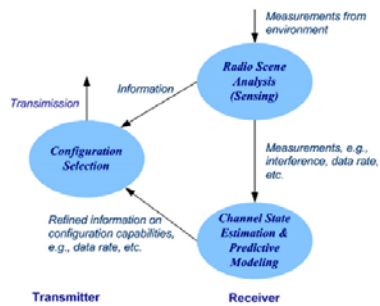 Measurements from
environment
Radio Scene
Analysis
(Sensing)
Information
Transimission
Configuration
Selection
Measurements, e.g.,
interference, data rate,
etc.
Refined information on
configuration capabilities,
e.g., data rate, etc.
Channel State
Estimation &
Predictive
Modeling
Transmitter
Receiver